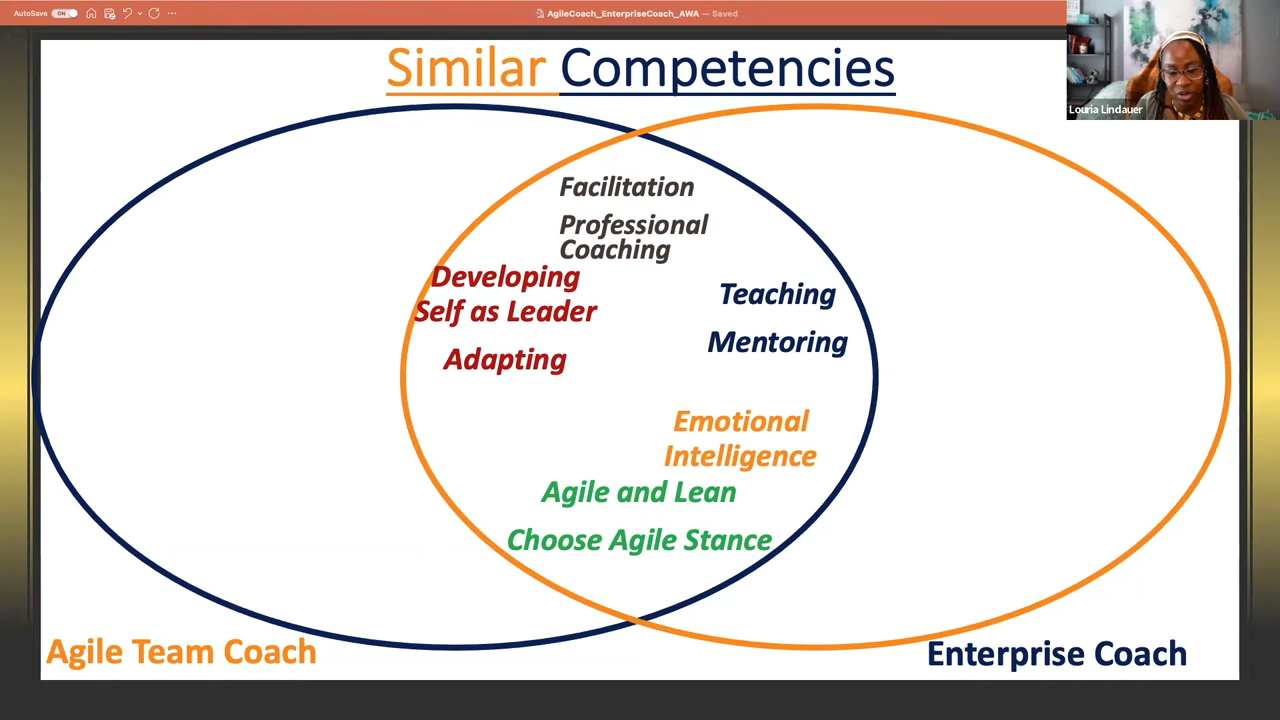 AutoSave ON
AgileCoach_EnterpriseCoach_AWA — Saved
Similar Competencies
Louria Lindauer
Facilitation
Professional
Coaching
Developing
Self as Leader
Adapting
Teaching
Mentoring
Emotional
Intelligence
Agile and Lean
Choose Agile Stance
Agile Team Coach
Enterprise Coach